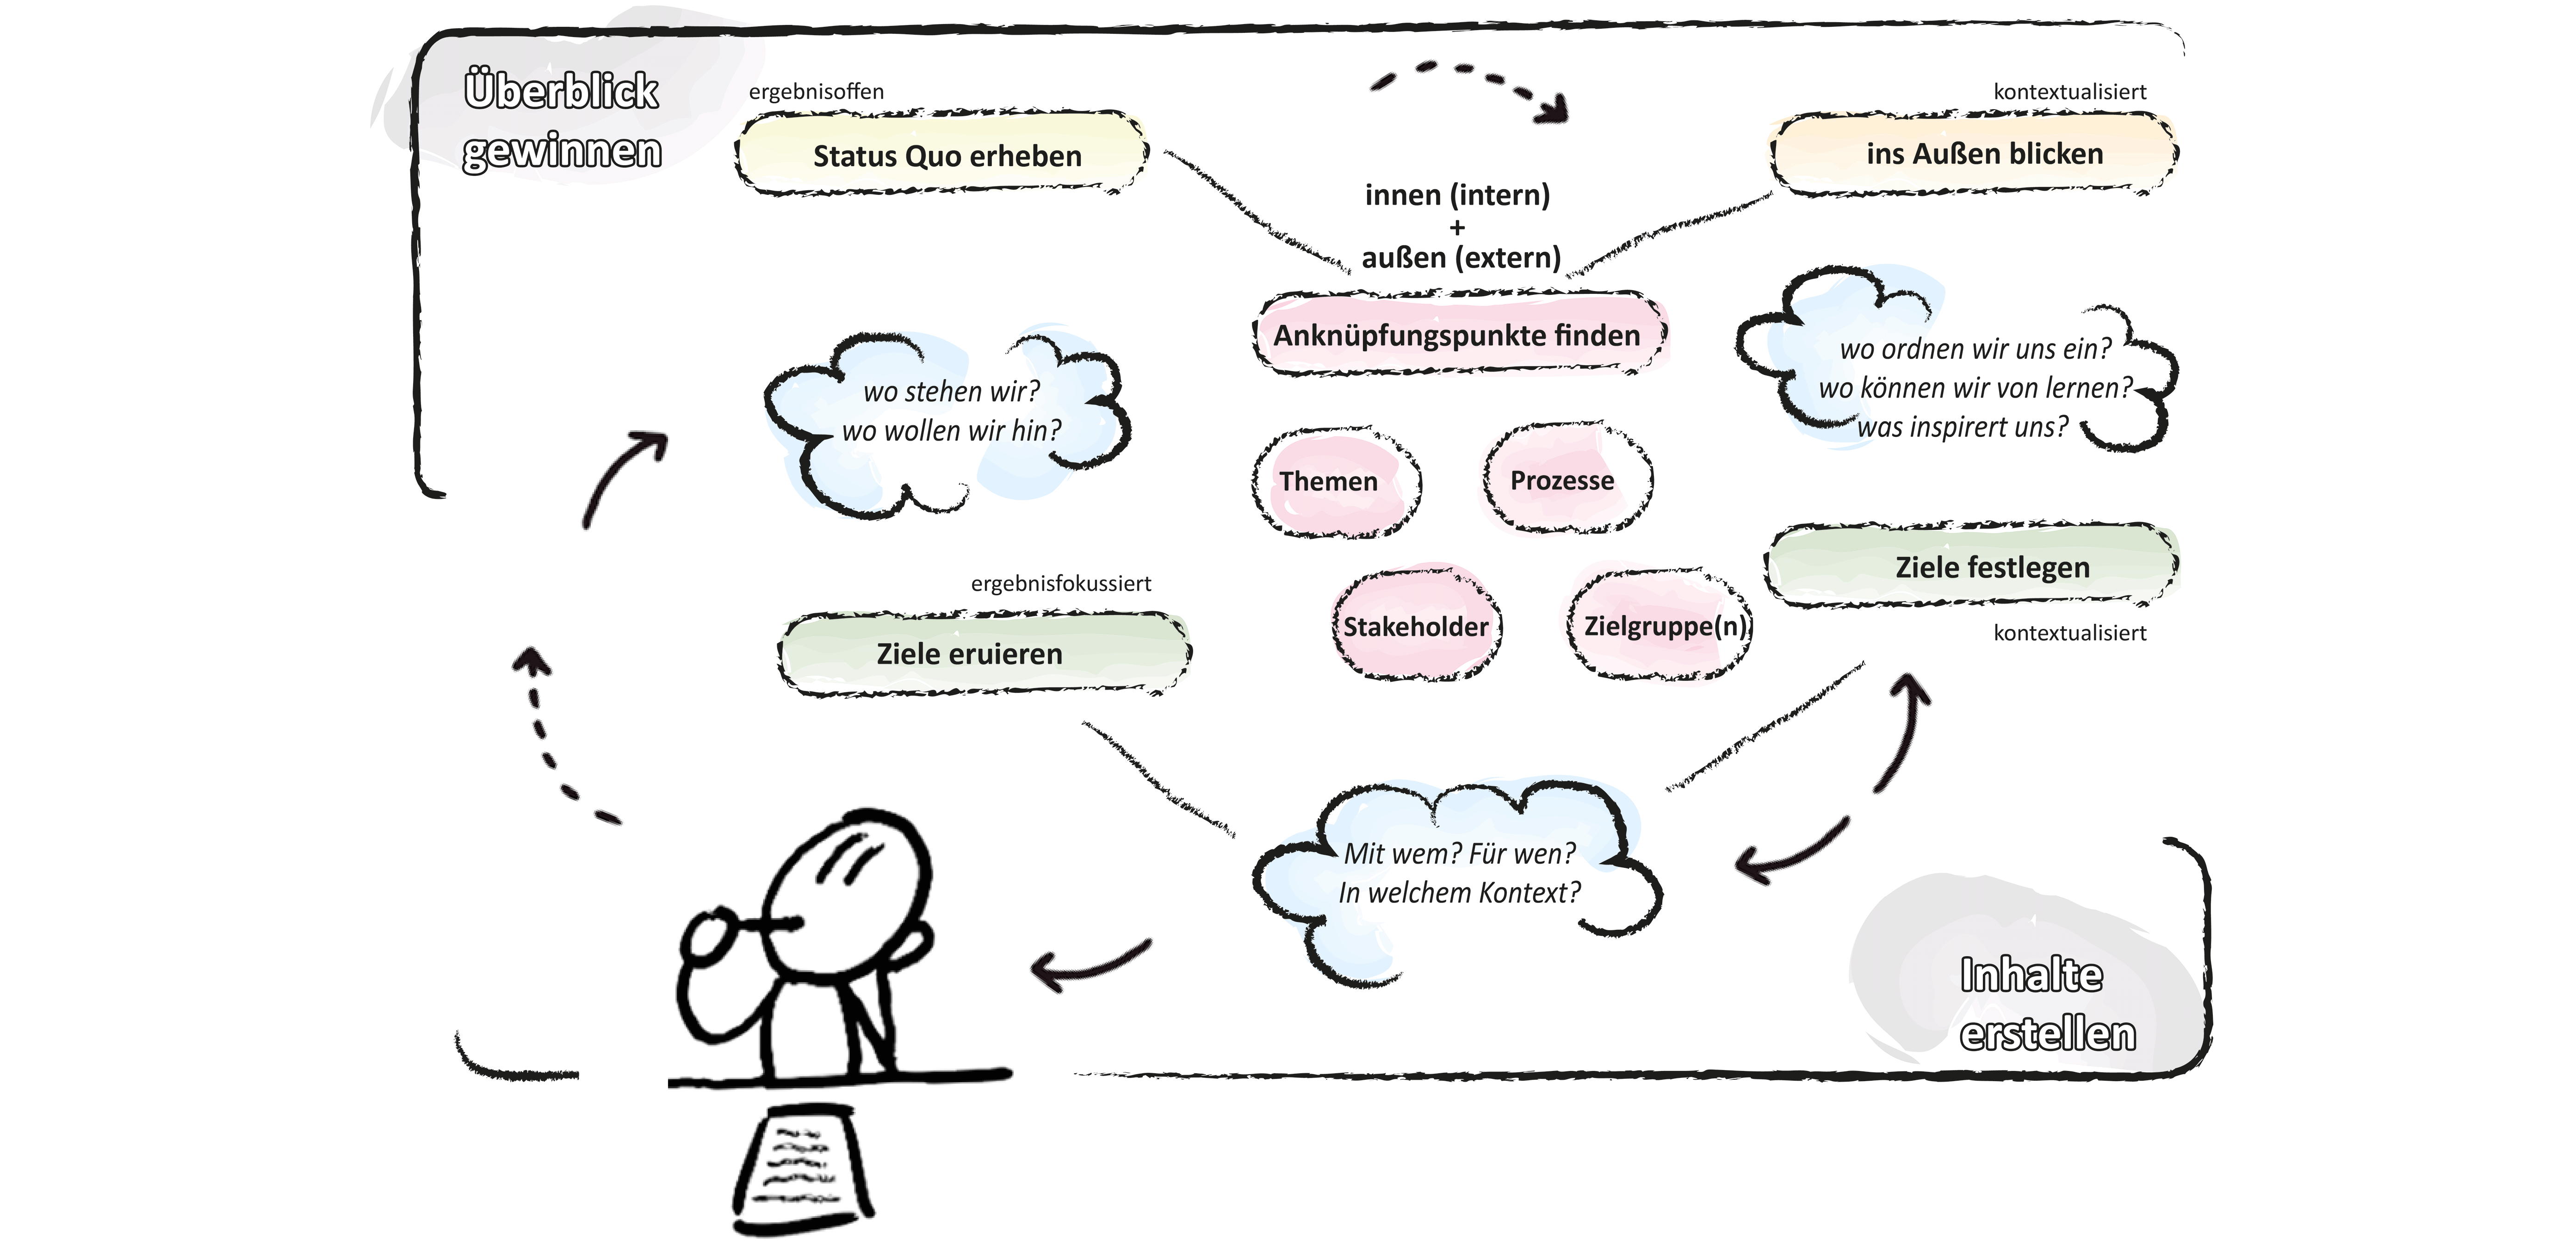 Überblick
gewinnen
ergebnisoffen
Status Quo erheben
kontextualisiert
ins Außen blicken
innen (intern)
+
außen (extern)
Anknüpfungspunkte finden
wo stehen wir?
wo wollen wir hin?
wo ordnen wir uns ein?
wo können wir von lernen?
was inspirert uns?
Themen
Prozesse
Stakeholder
Zielgruppe(n)
ergebnisfokussiert
Ziele eruieren
Ziele festlegen
kontextualisiert
Mit wem? Für wen?
In welchem Kontext?
Inhalte
erstellen